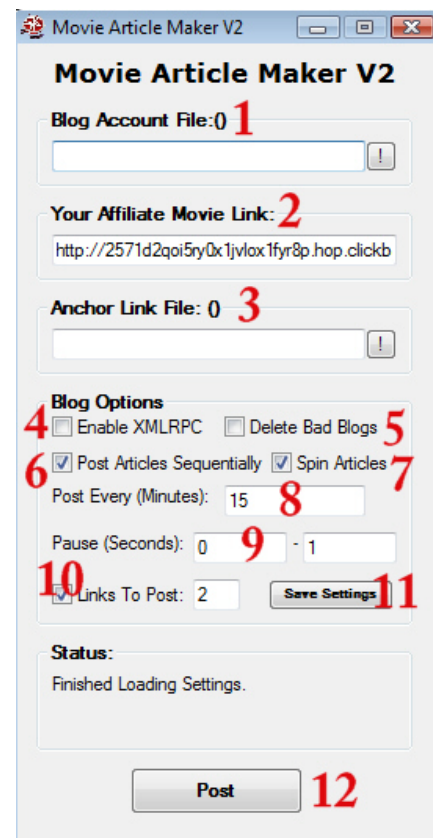 Movie Article Maker V2
Movie Article Maker V2
Blog Account File:() 1
!
Your Affiliate Movie Link: 2
http://2571d2qoi5ry0x1jvlox1fyr8p.hop.clickb
Anchor Link File: () 3
!
Blog Options
4 Enable XMLRPC Delete Bad Blogs 5
6 Post Articles Sequentially Spin Articles 7
Post Every (Minutes): 15 8
Pause (Seconds): 0 9 - 1
10 Links To Post: 2 Save Settings 11
Status:
Finished Loading Settings.
Post 12